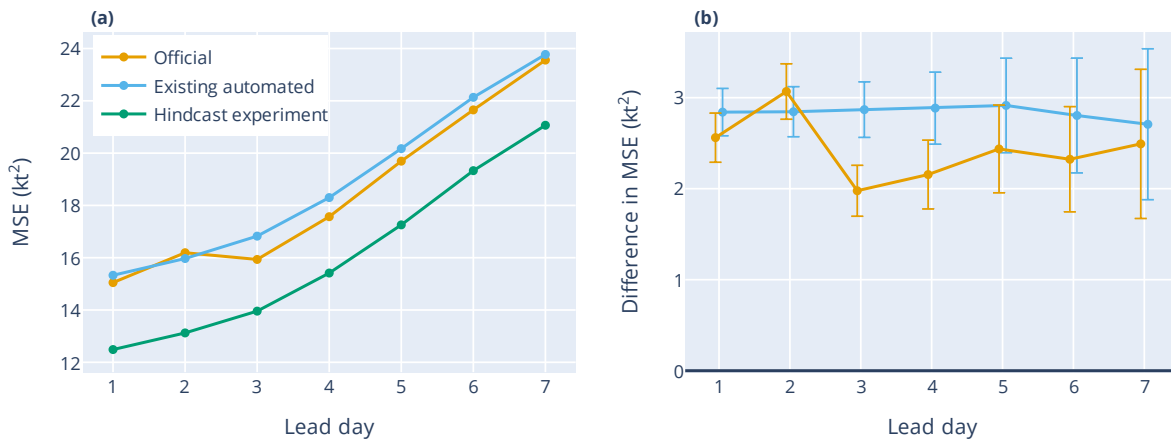 (a)
24
22
20
18
16
14
12
MSE (kt²)
Official
Existing automated
Hindcast experiment
1 2 3 4 5 6 7
Lead day
(b)
3
2
1
0
Difference in MSE (kt²)
1 2 3 4 5 6 7
Lead day